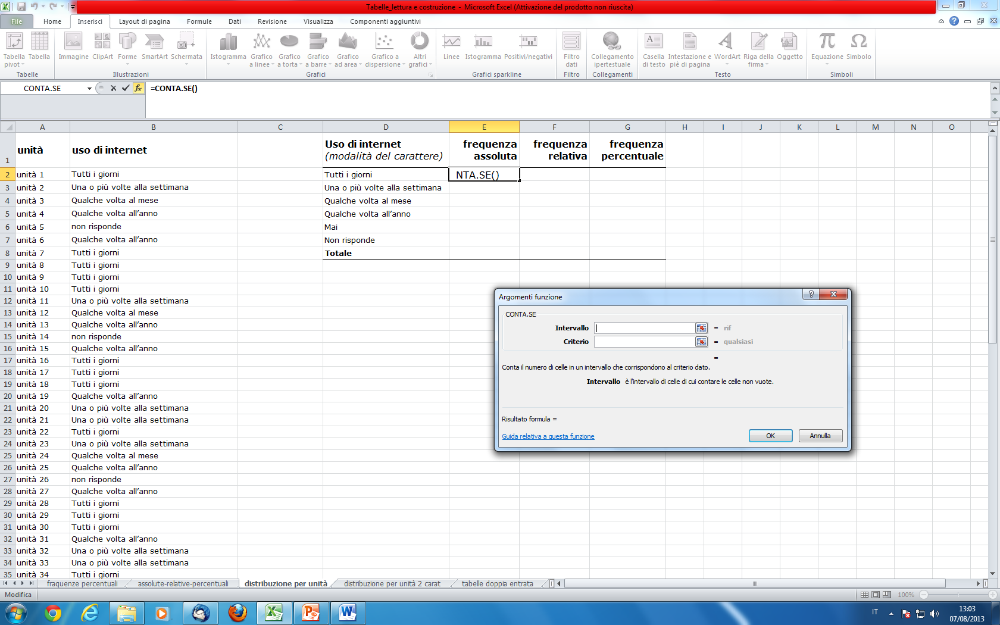 Tabelle_lettura e costruzione - Microsoft Excel (Attivazione del prodotto non riuscita)
File Home Inserisci Layout di pagina Formule Dati Revisione Visualizza Componenti aggiuntivi
Tabella pivot Tabella Immagine ClipArt Forme SmartArt Schermata Istogramma Grafico a linee Grafico a torta Grafico a barre Grafico ad area Grafico a dispersione Altri grafici Linee Istogramma Positivi/negativi Filtro dati Collegamento ipertestuale Casella di testo Intestazione e piè di pagina WordArt Riga della firma Oggetto Equazione Simbolo
Tabelle Illustrazioni Grafici Grafici sparkline Filtro Collegamenti Testo Simboli
CONTA.SE fx =CONTA.SE()
A B C D E F G H I J K L M N O
1 unità uso di internet Uso di internet (modalità del carattere) frequenza assoluta frequenza relativa frequenza percentuale
2 unità 1 Tutti i giorni Tutti i giorni NTA.SE()
3 unità 2 Una o più volte alla settimana Una o più volte alla settimana
4 unità 3 Qualche volta al mese Qualche volta al mese
5 unità 4 Qualche volta all’anno Qualche volta all’anno
6 unità 5 non risponde Mai
7 unità 6 Qualche volta all’anno Non risponde
8 unità 7 Tutti i giorni Totale
9 unità 8 Tutti i giorni
10 unità 9 Tutti i giorni
11 unità 10 Tutti i giorni
12 unità 11 Una o più volte alla settimana
13 unità 12 Qualche volta al mese
14 unità 13 Qualche volta all’anno
15 unità 14 non risponde
16 unità 15 Qualche volta all’anno
17 unità 16 Tutti i giorni
18 unità 17 Tutti i giorni
19 unità 18 Tutti i giorni
20 unità 19 Qualche volta all’anno
21 unità 20 Una o più volte alla settimana
22 unità 21 Una o più volte alla settimana
23 unità 22 Tutti i giorni
24 unità 23 Una o più volte alla settimana
25 unità 24 Qualche volta al mese
26 unità 25 Qualche volta all’anno
27 unità 26 non risponde
28 unità 27 Qualche volta all’anno
29 unità 28 Tutti i giorni
30 unità 29 Tutti i giorni
31 unità 30 Tutti i giorni
32 unità 31 Qualche volta all’anno
33 unità 32 Una o più volte alla settimana
34 unità 33 Una o più volte alla settimana
35 unità 34 Tutti i giorni
Argomenti funzione
CONTA.SE
Intervallo = rif
Criterio = qualsiasi
=
Conta il numero di celle in un intervallo che corrispondono al criterio dato.
Intervallo è l'intervallo di celle di cui contare le celle non vuote.
Risultato formula =
Guida relativa a questa funzione OK Annulla
fraquenze percentuali assolute-relative-percentuali distribuzione per unità distribuzione per unità 2 carat tabelle doppia entrata
Modifica 100%
IT 13:03
07/08/2013